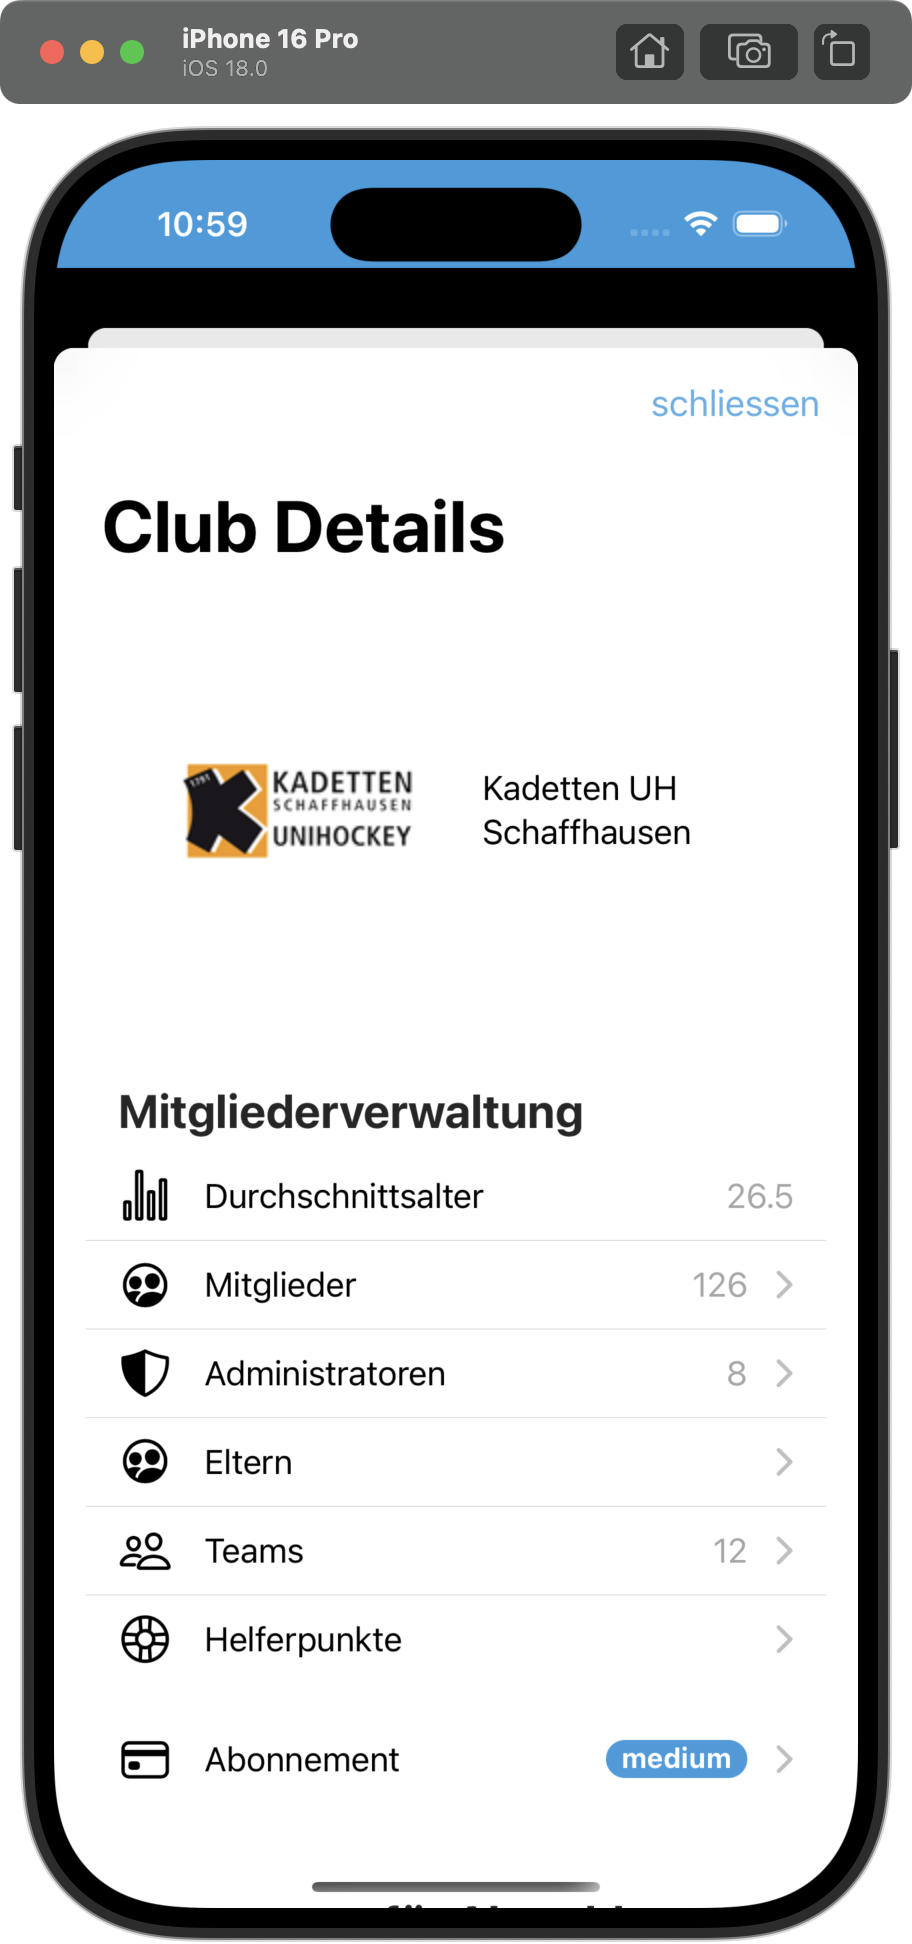 iPhone 16 Pro
iOS 18.0
10:59
schliessen
Club Details
1791
KADETTEN
SCHAFFHAUSEN
UNIHOCKEY
Kadetten UH
Schaffhausen
Mitgliederverwaltung
Durchschnittsalter 26.5
Mitglieder 126
Administratoren 8
Eltern
Teams 12
Helferpunkte
Abonnement medium